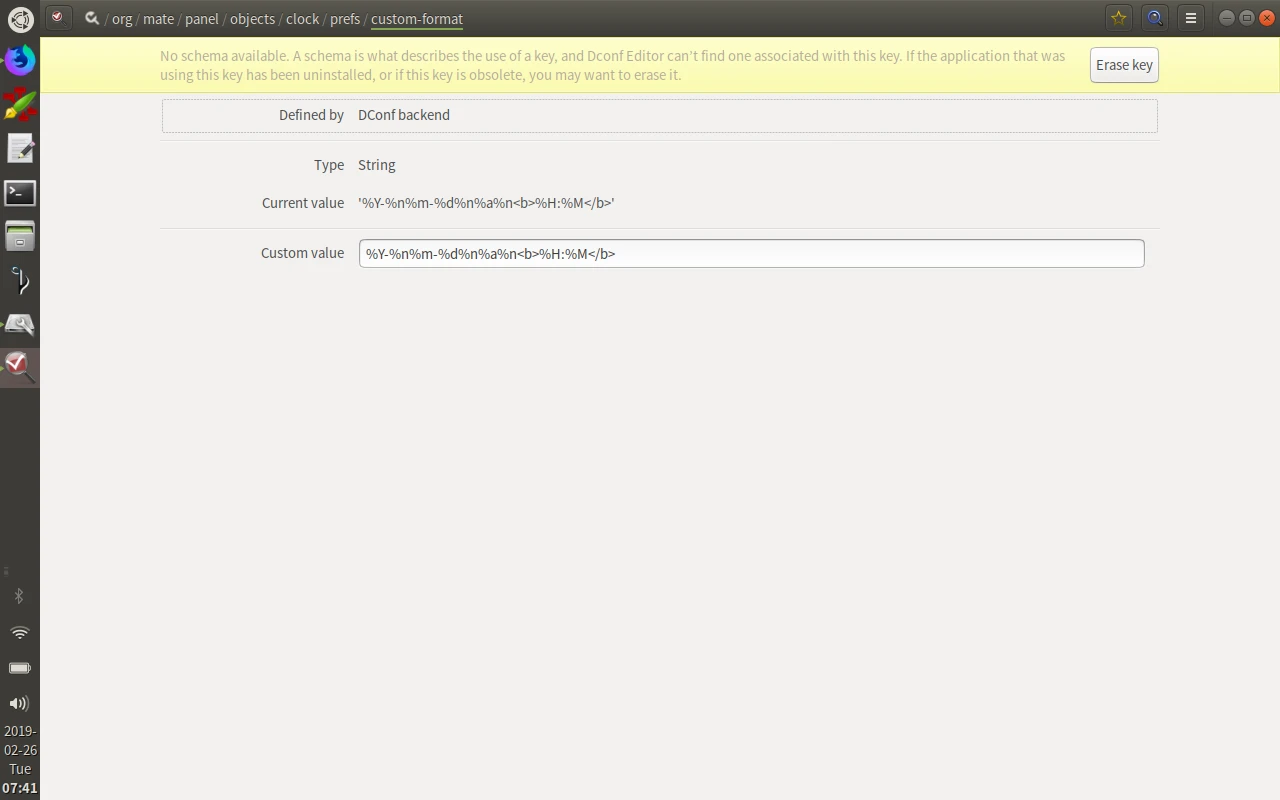 / org / mate / panel / objects / clock / prefs / custom-format
No schema available. A schema is what describes the use of a key, and Dconf Editor can't find one associated with this key. If the application that was
using this key has been uninstalled, or if this key is obsolete, you may want to erase it.
Erase key
Defined by DConf backend
Type String
Current value '%Y-%n%m-%d%n%a%n<b>%H:%M</b>'
Custom value %Y-%n%m-%d%n%a%n<b>%H:%M</b>
2019-
02-26
Tue
07:41